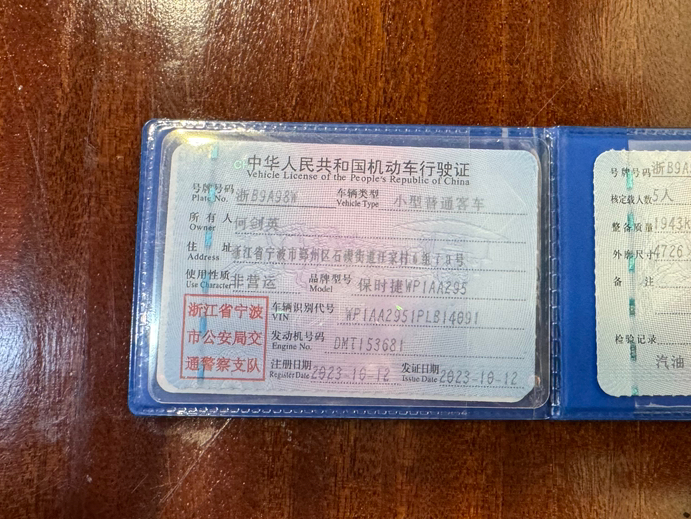 中华人民共和国机动车行驶证
Vehicle License of the People's Republic of China
号牌号码 Plate No. 浙B9A98W 车辆类型 Vehicle Type 小型普通客车
所有人 Owner 何剑英
住址 Address 浙江省宁波市鄞州区石碶街道汪家村6组7号
使用性质 Use Character 非营运 品牌型号 Model 保时捷WP1AA295
浙江省宁波
市公安局交
通警察支队
车辆识别代号 VIN WP1AA2951PLB14091
发动机号码 Engine No. DMT153681
注册日期 Register Date 2023-10-12 发证日期 Issue Date 2023-10-12
号牌号码 浙B9A
核定载人数 5人
整备质量 1943K
外廓尺寸 4726
备注
检验记录
汽油